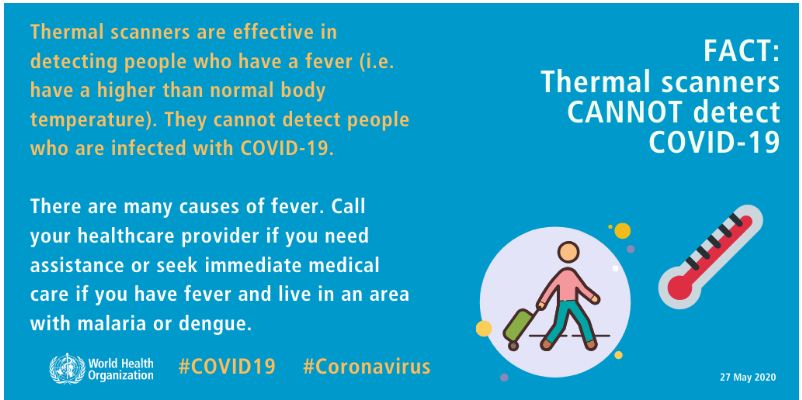 Thermal scanners are effective in
detecting people who have a fever (i.e.
have a higher than normal body
temperature). They cannot detect people
who are infected with COVID-19.
There are many causes of fever. Call
your healthcare provider if you need
assistance or seek immediate medical
care if you have fever and live in an area
with malaria or dengue.
FACT:
Thermal scanners
CANNOT detect
COVID-19
World Health
Organization
#COVID19 #Coronavirus
27 May 2020